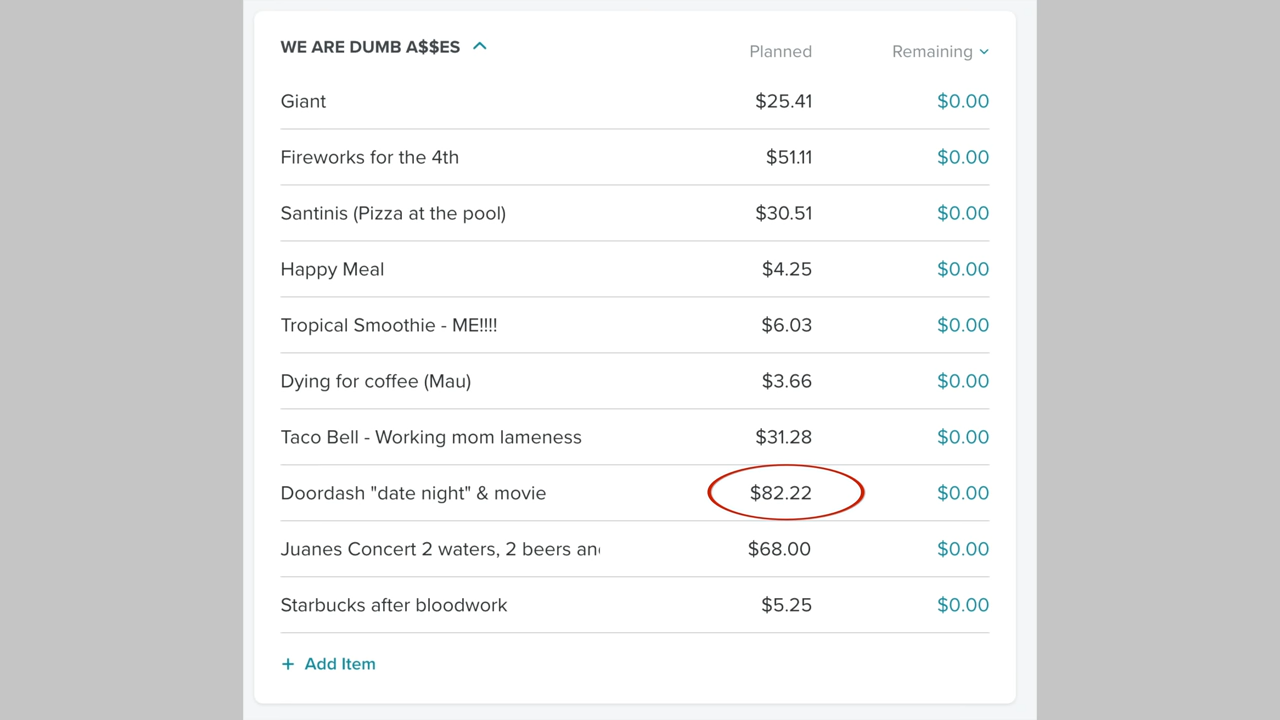 WE ARE DUMB A$$ES Planned Remaining
Giant $25.41 $0.00
Fireworks for the 4th $51.11 $0.00
Santinis (Pizza at the pool) $30.51 $0.00
Happy Meal $4.25 $0.00
Tropical Smoothie - ME!!!! $6.03 $0.00
Dying for coffee (Mau) $3.66 $0.00
Taco Bell - Working mom lameness $31.28 $0.00
Doordash "date night" & movie $82.22 $0.00
Juanes Concert 2 waters, 2 beers $68.00 $0.00
Starbucks after bloodwork $5.25 $0.00
+ Add Item